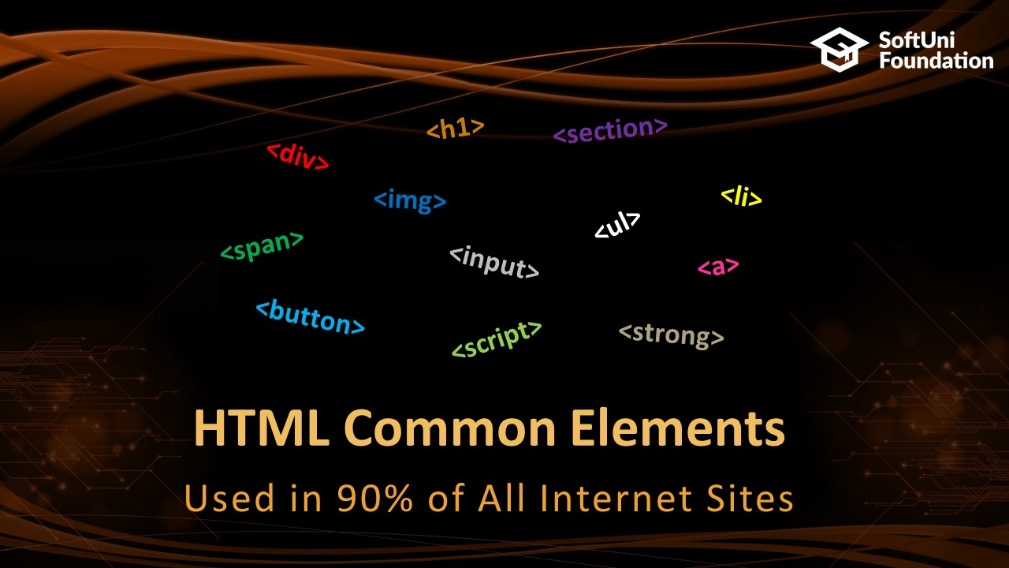 SoftUni
Foundation
<h1>
<section>
<div>
<img>
<li>
<ul>
<span>
<input>
<a>
<button>
<script>
<strong>
HTML Common Elements
Used in 90% of All Internet Sites